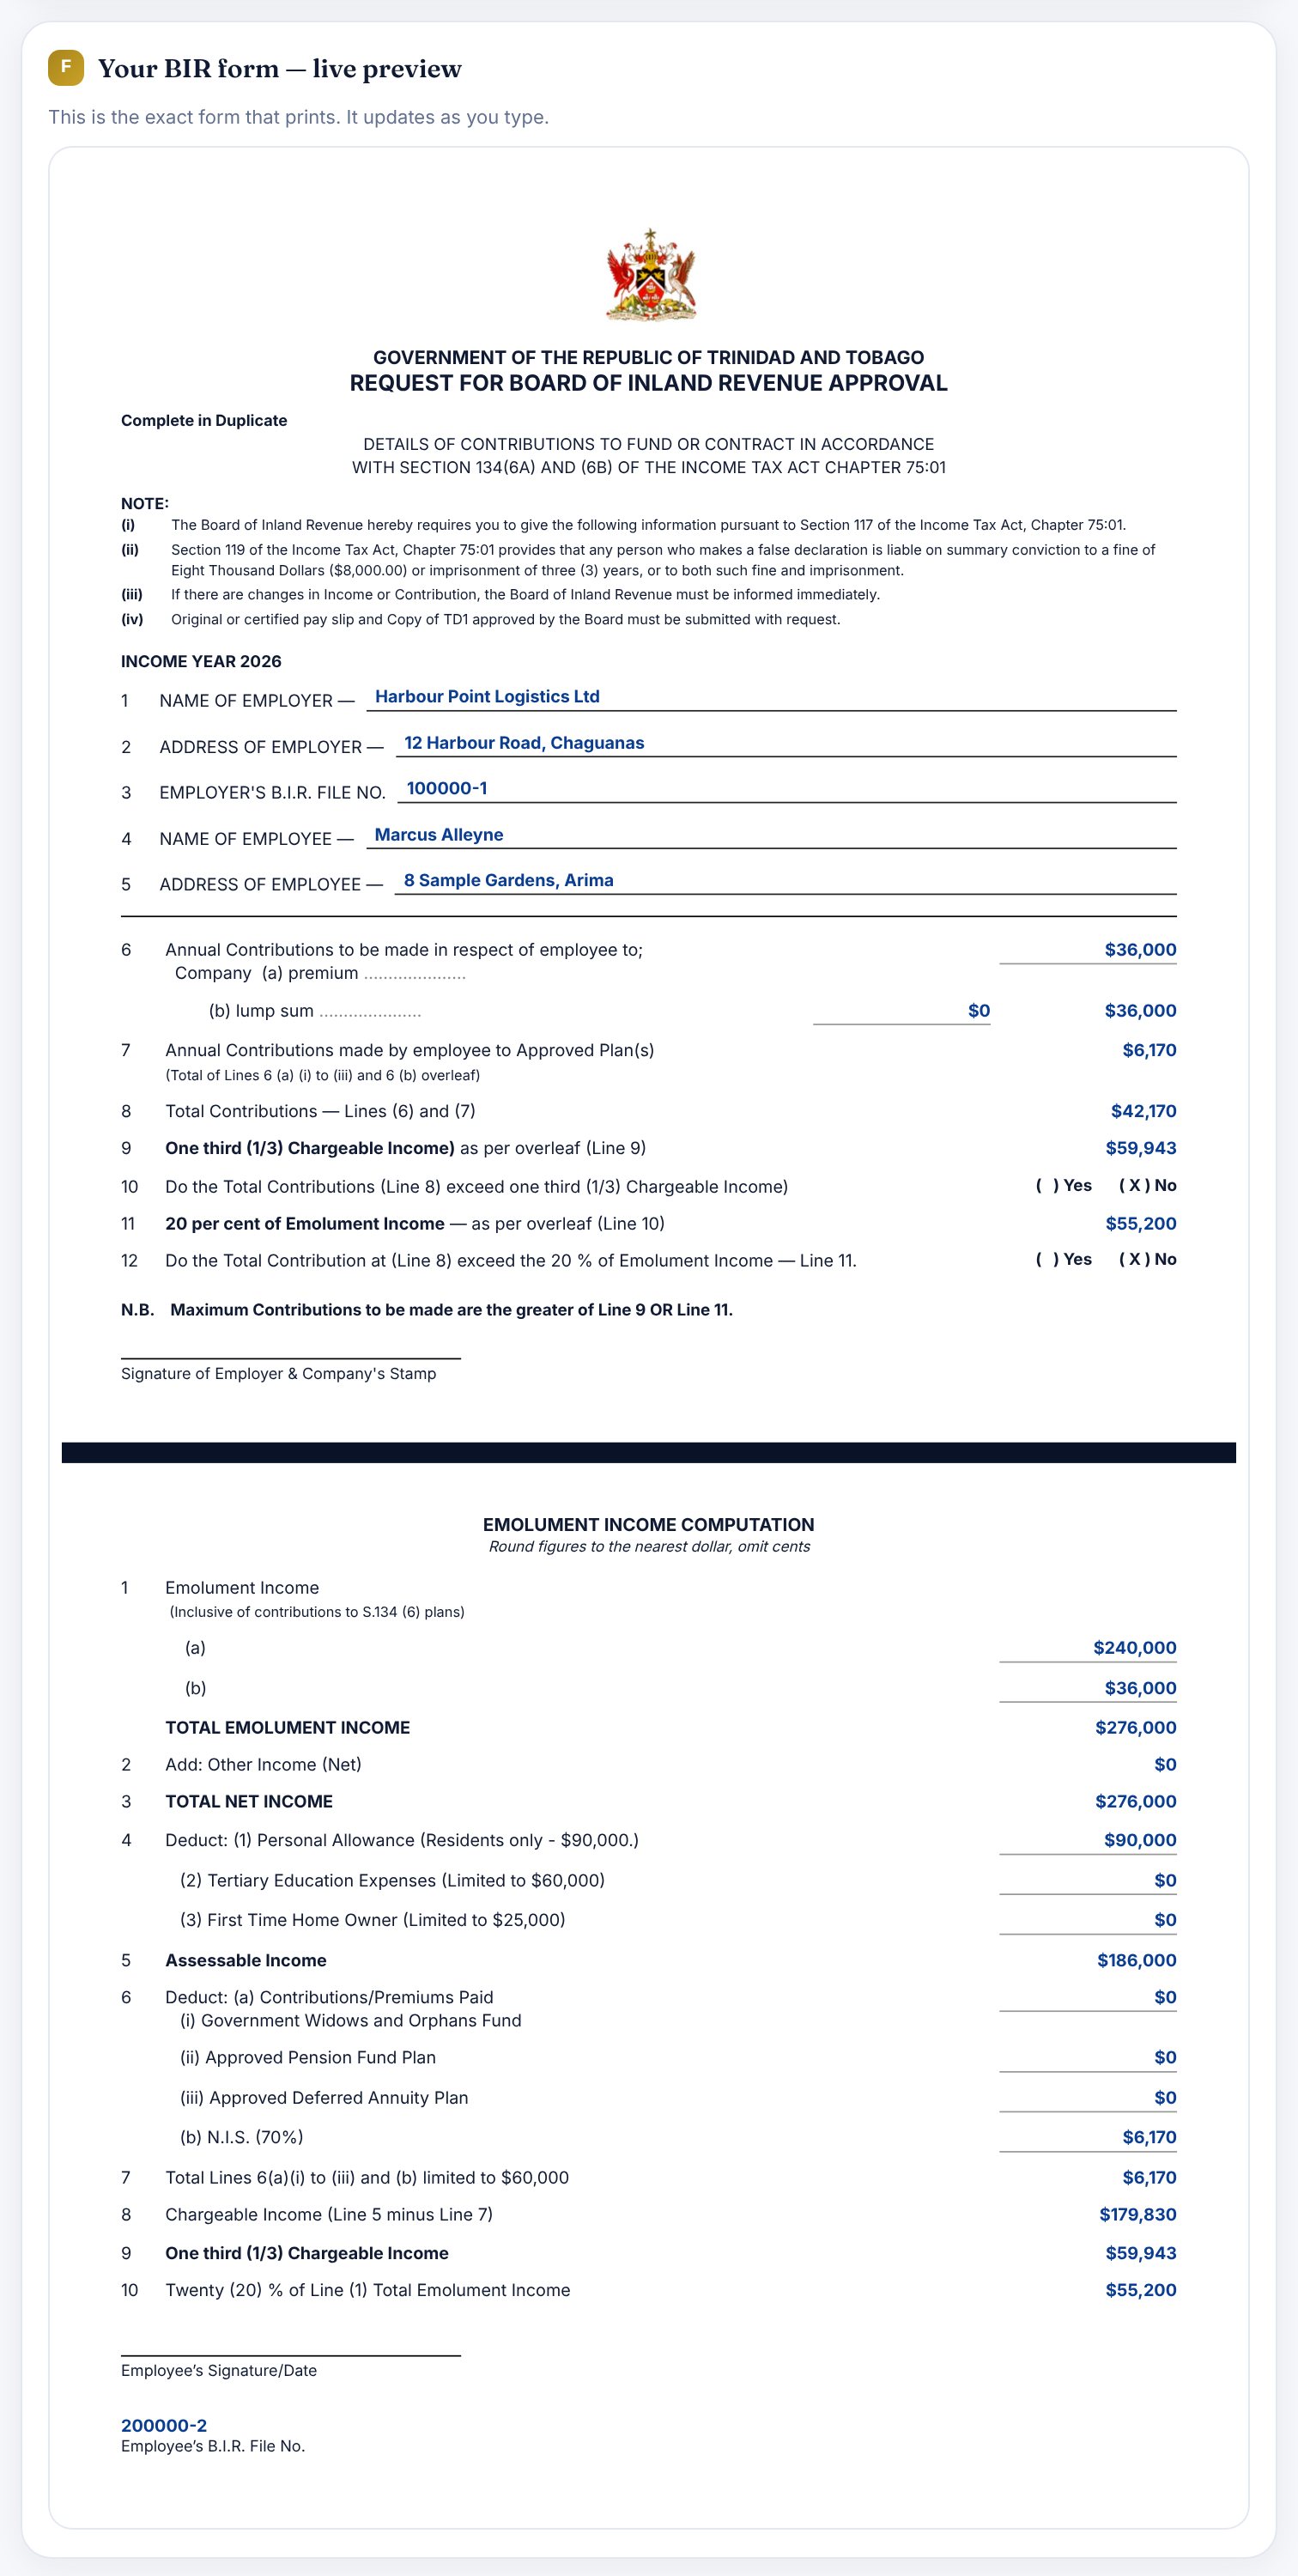 F Your BIR form — live preview
This is the exact form that prints. It updates as you type.
GOVERNMENT OF THE REPUBLIC OF TRINIDAD AND TOBAGO
REQUEST FOR BOARD OF INLAND REVENUE APPROVAL
Complete in Duplicate
DETAILS OF CONTRIBUTIONS TO FUND OR CONTRACT IN ACCORDANCE
WITH SECTION 134(6A) AND (6B) OF THE INCOME TAX ACT CHAPTER 75:01
NOTE:
(i) The Board of Inland Revenue hereby requires you to give the following information pursuant to Section 117 of the Income Tax Act, Chapter 75:01.
(ii) Section 119 of the Income Tax Act, Chapter 75:01 provides that any person who makes a false declaration is liable on summary conviction to a fine of
Eight Thousand Dollars ($8,000.00) or imprisonment of three (3) years, or to both such fine and imprisonment.
(iii) If there are changes in Income or Contribution, the Board of Inland Revenue must be informed immediately.
(iv) Original or certified pay slip and Copy of TD1 approved by the Board must be submitted with request.
INCOME YEAR 2026
1 NAME OF EMPLOYER — Harbour Point Logistics Ltd
2 ADDRESS OF EMPLOYER — 12 Harbour Road, Chaguanas
3 EMPLOYER'S B.I.R. FILE NO. 100000-1
4 NAME OF EMPLOYEE — Marcus Alleyne
5 ADDRESS OF EMPLOYEE — 8 Sample Gardens, Arima
6 Annual Contributions to be made in respect of employee to; $36,000
Company (a) premium .....................
(b) lump sum ..................... $0 $36,000
7 Annual Contributions made by employee to Approved Plan(s) $6,170
(Total of Lines 6 (a) (i) to (iii) and 6 (b) overleaf)
8 Total Contributions — Lines (6) and (7) $42,170
9 One third (1/3) Chargeable Income) as per overleaf (Line 9) $59,943
10 Do the Total Contributions (Line 8) exceed one third (1/3) Chargeable Income) ( ) Yes ( X ) No
11 20 per cent of Emolument Income — as per overleaf (Line 10) $55,200
12 Do the Total Contribution at (Line 8) exceed the 20 % of Emolument Income — Line 11. ( ) Yes ( X ) No
N.B. Maximum Contributions to be made are the greater of Line 9 OR Line 11.
Signature of Employer & Company's Stamp
EMOLUMENT INCOME COMPUTATION
Round figures to the nearest dollar, omit cents
1 Emolument Income
(Inclusive of contributions to S.134 (6) plans)
(a) $240,000
(b) $36,000
TOTAL EMOLUMENT INCOME $276,000
2 Add: Other Income (Net) $0
3 TOTAL NET INCOME $276,000
4 Deduct: (1) Personal Allowance (Residents only - $90,000.) $90,000
(2) Tertiary Education Expenses (Limited to $60,000) $0
(3) First Time Home Owner (Limited to $25,000) $0
5 Assessable Income $186,000
6 Deduct: (a) Contributions/Premiums Paid $0
(i) Government Widows and Orphans Fund
(ii) Approved Pension Fund Plan $0
(iii) Approved Deferred Annuity Plan $0
(b) N.I.S. (70%) $6,170
7 Total Lines 6(a)(i) to (iii) and (b) limited to $60,000 $6,170
8 Chargeable Income (Line 5 minus Line 7) $179,830
9 One third (1/3) Chargeable Income $59,943
10 Twenty (20) % of Line (1) Total Emolument Income $55,200
Employee’s Signature/Date
200000-2
Employee’s B.I.R. File No.